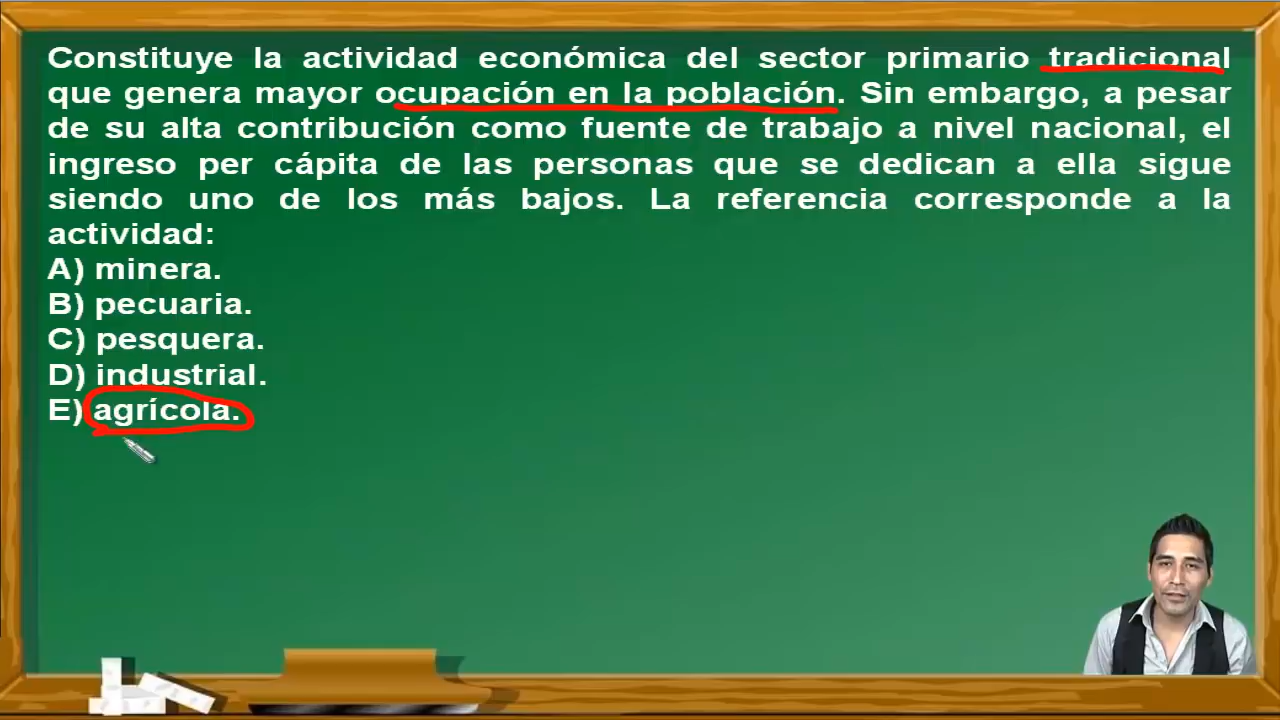 Constituye la actividad económica del sector primario tradicional
que genera mayor ocupación en la población. Sin embargo, a pesar
de su alta contribución como fuente de trabajo a nivel nacional, el
ingreso per cápita de las personas que se dedican a ella sigue
siendo uno de los más bajos. La referencia corresponde a la
actividad:
A) minera.
B) pecuaria.
C) pesquera.
D) industrial.
E) agrícola.